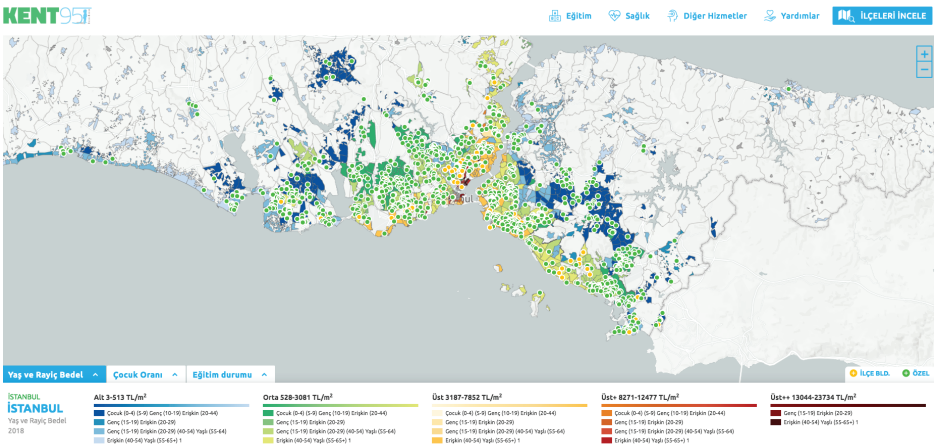 KENT95
Eğitim
Sağlık
Diğer Hizmetler
Yardımlar
İLÇELERİ İNCELE
+
−
Yaş ve Rayiç Bedel
Çocuk Oranı
Eğitim durumu
İLÇE BLD.
ÖZEL
İSTANBUL
İSTANBUL
Yaş ve Rayiç Bedel
2018
Alt 3-513 TL/m²
Çocuk (0-4) (5-9) Genç (10-19) Erişkin (20-44)
Genç (15-19) Erişkin (20-29)
Genç (15-19) Erişkin (20-29) (40-54) Yaşlı (55-64)
Erişkin (40-54) Yaşlı (55-65+) 1
Orta 528-3081 TL/m²
Çocuk (0-4) (5-9) Genç (10-19) Erişkin (20-44)
Genç (15-19) Erişkin (20-29)
Genç (15-19) Erişkin (20-29) (40-54) Yaşlı (55-64)
Erişkin (40-54) Yaşlı (55-65+) 1
Üst 3187-7852 TL/m²
Çocuk (0-4) (5-9) Genç (10-19) Erişkin (20-44)
Genç (15-19) Erişkin (20-29)
Genç (15-19) Erişkin (20-29) (40-54) Yaşlı (55-64)
Erişkin (40-54) Yaşlı (55-65+) 1
Üst+ 8271-12477 TL/m²
Çocuk (0-4) (5-9) Genç (10-19) Erişkin (20-44)
Genç (15-19) Erişkin (20-29)
Genç (15-19) Erişkin (20-29) (40-54) Yaşlı (55-64)
Erişkin (40-54) Yaşlı (55-65+) 1
Üst++ 13044-23734 TL/m²
Genç (15-19) Erişkin (20-29)
Erişkin (40-54) Yaşlı (55-65+) 1